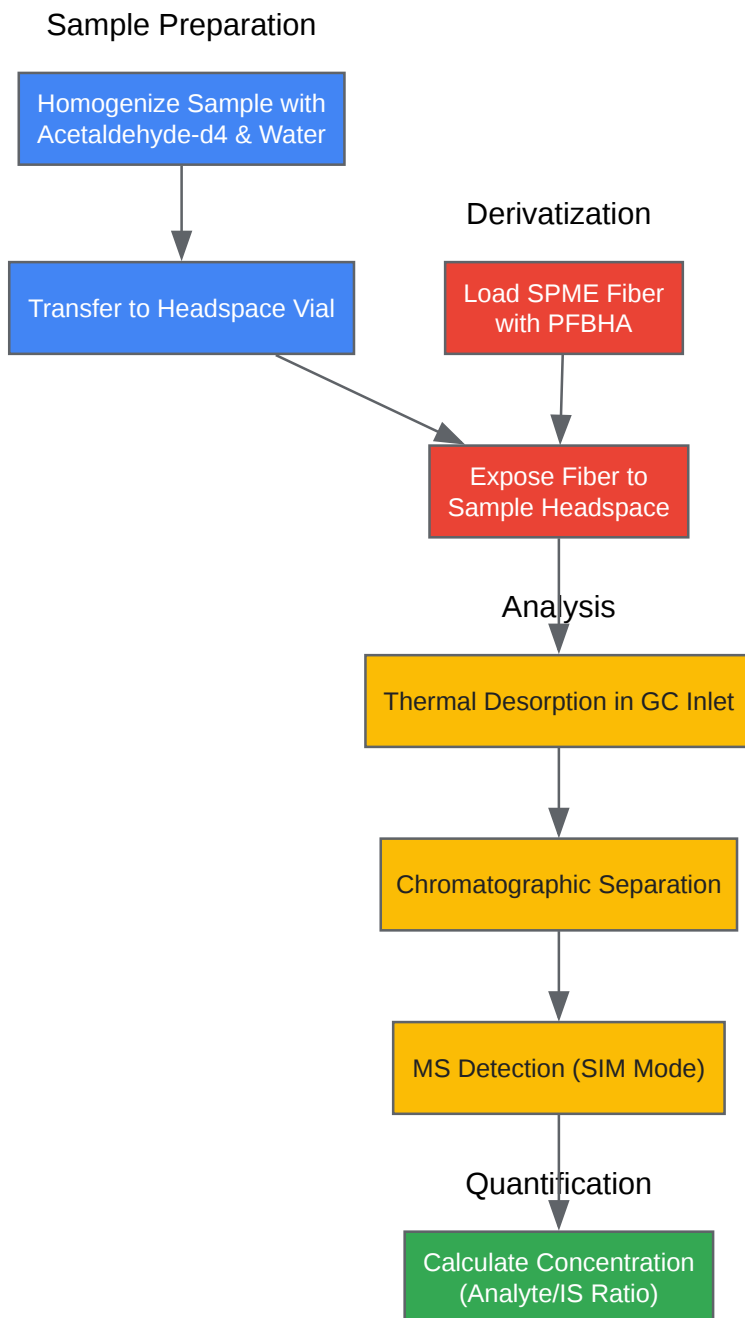 Sample Preparation
Homogenize Sample with
Acetaldehyde-d4 & Water
Derivatization
Transfer to Headspace Vial
Load SPME Fiber
with PFBHA
Expose Fiber to
Sample Headspace
Analysis
Thermal Desorption in GC Inlet
Chromatographic Separation
MS Detection (SIM Mode)
Quantification
Calculate Concentration
(Analyte/IS Ratio)